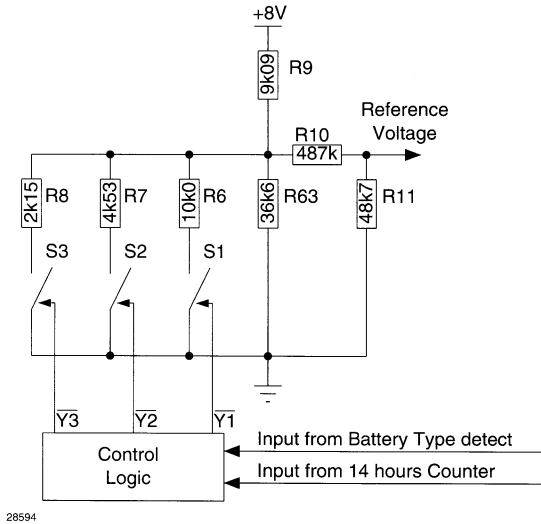 +8V
9k09
R9
Reference
Voltage
R10
487k
2k15
R8
4k53
R7
10k0
R6
36k6
R63
48k7
R11
S3
S2
S1
Y3
Y2
Y1
Control
Logic
Input from Battery Type detect
Input from 14 hours Counter
28594